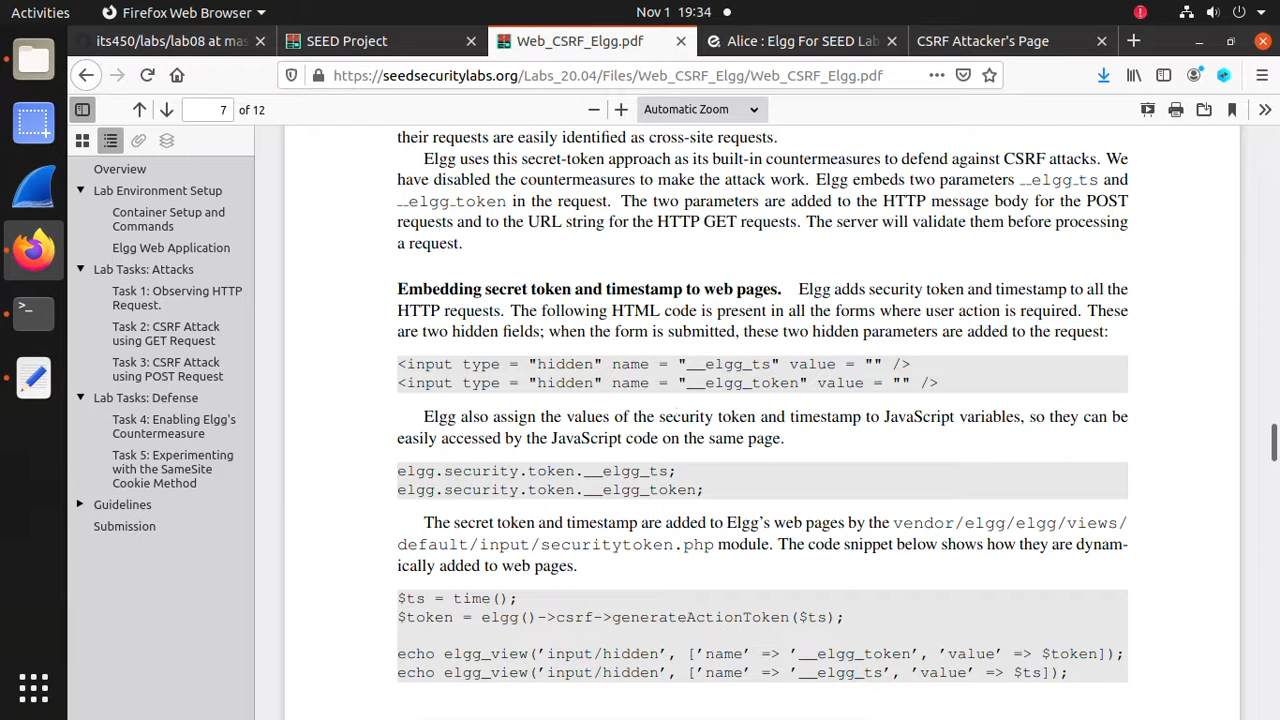 Activities
Firefox Web Browser
Nov 1 19:34
its450/labs/lab08 at mas
SEED Project
Web_CSRF_Elgg.pdf
Alice : Elgg For SEED Lab
CSRF Attacker's Page
https://seedsecuritylabs.org/Labs_20.04/Files/Web_CSRF_Elgg/Web_CSRF_Elgg.pdf
7 of 12
Automatic Zoom
Overview
Lab Environment Setup
Container Setup and
Commands
Elgg Web Application
Lab Tasks: Attacks
Task 1: Observing HTTP
Request.
Task 2: CSRF Attack
using GET Request
Task 3: CSRF Attack
using POST Request
Lab Tasks: Defense
Task 4: Enabling Elgg's
Countermeasure
Task 5: Experimenting
with the SameSite
Cookie Method
Guidelines
Submission
their requests are easily identified as cross-site requests.
Elgg uses this secret-token approach as its built-in countermeasures to defend against CSRF attacks. We
have disabled the countermeasures to make the attack work. Elgg embeds two parameters __elgg_ts and
__elgg_token in the request. The two parameters are added to the HTTP message body for the POST
requests and to the URL string for the HTTP GET requests. The server will validate them before processing
a request.
Embedding secret token and timestamp to web pages. Elgg adds security token and timestamp to all the
HTTP requests. The following HTML code is present in all the forms where user action is required. These
are two hidden fields; when the form is submitted, these two hidden parameters are added to the request:
<input type = "hidden" name = "__elgg_ts" value = "" />
<input type = "hidden" name = "__elgg_token" value = "" />
Elgg also assign the values of the security token and timestamp to JavaScript variables, so they can be
easily accessed by the JavaScript code on the same page.
elgg.security.token.__elgg_ts;
elgg.security.token.__elgg_token;
The secret token and timestamp are added to Elgg's web pages by the vendor/elgg/elgg/views/
default/input/securitytoken.php module. The code snippet below shows how they are dynam-
ically added to web pages.
$ts = time();
$token = elgg()->csrf->generateActionToken($ts);
echo elgg_view('input/hidden', ['name' => '__elgg_token', 'value' => $token]);
echo elgg_view('input/hidden', ['name' => '__elgg_ts', 'value' => $ts]);